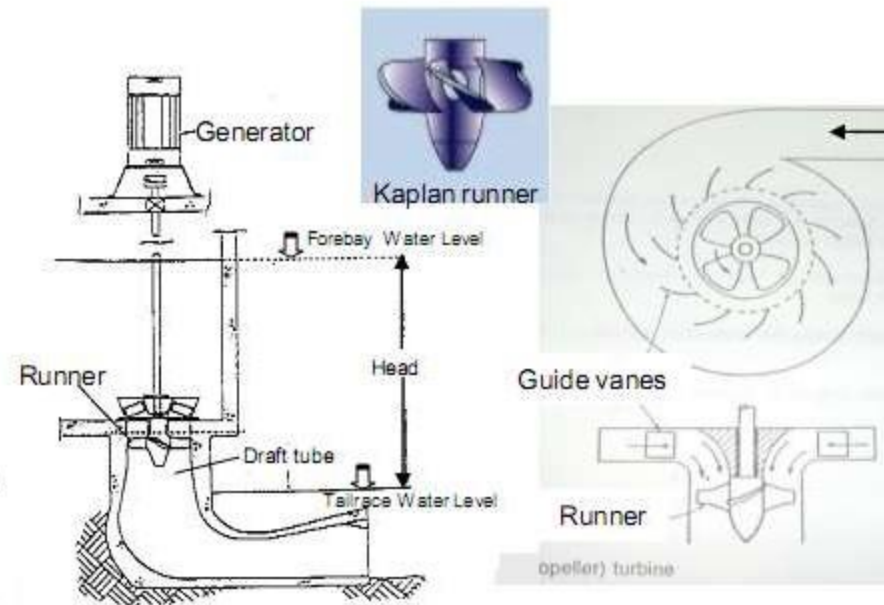 Generator
Kaplan runner
Forebay Water Level
Head
Runner
Guide vanes
Draft tube
Tailrace Water Level
Runner
opeller) turbine